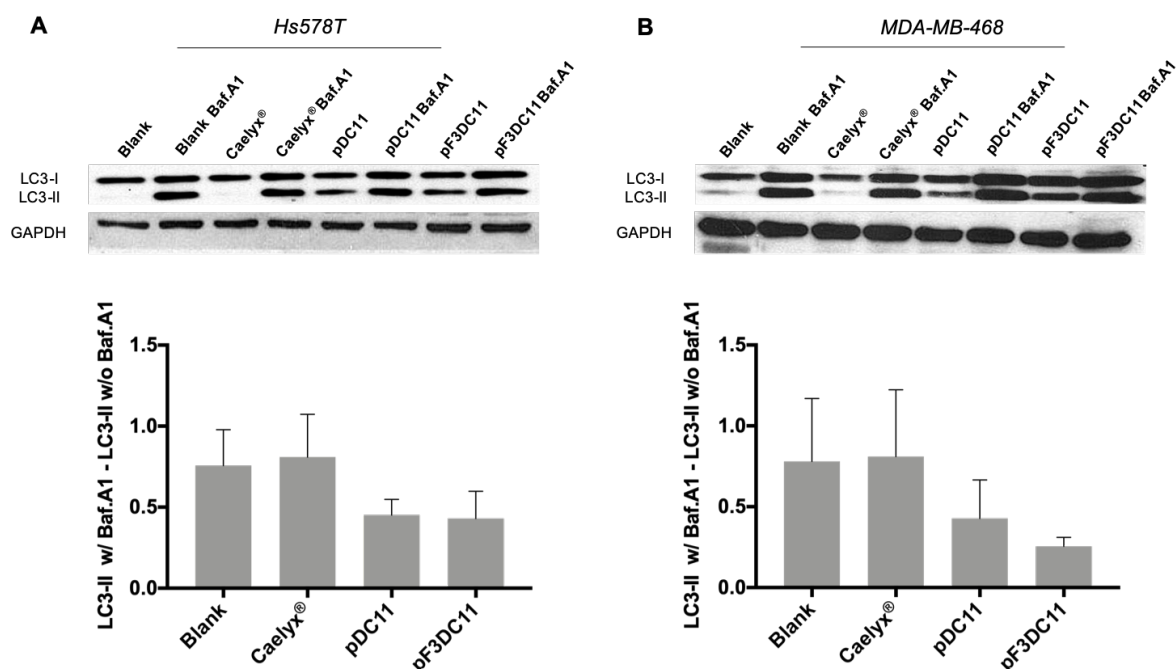 A
Hs578T
Blank
Blank Baf.A1
Caelyx®
Caelyx® Baf.A1
pDC11
pDC11 Baf.A1
pF3DC11
pF3DC11 Baf.A1
LC3-I
LC3-II
GAPDH
LC3-II w/ Baf.A1 - LC3-II w/o Baf.A1
1.5
1.0
0.5
0.0
Blank
Caelyx®
pDC11
pF3DC11
B
MDA-MB-468
Blank
Blank Baf.A1
Caelyx®
Caelyx® Baf.A1
pDC11
pDC11 Baf.A1
pF3DC11
pF3DC11 Baf.A1
LC3-I
LC3-II
GAPDH
LC3-II w/ Baf.A1 - LC3-II w/o Baf.A1
1.5
1.0
0.5
0.0
Blank
Caelyx®
pDC11
pF3DC11